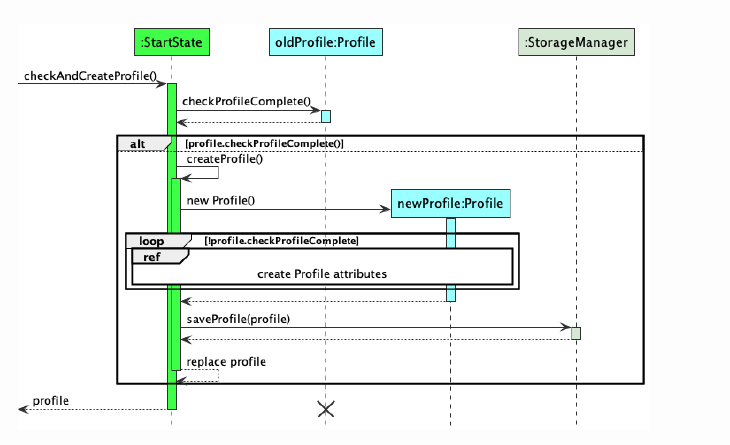 :StartState
oldProfile:Profile
:StorageManager
checkAndCreateProfile()
checkProfileComplete()
alt
[profile.checkProfileComplete()]
createProfile()
new Profile()
newProfile:Profile
loop
[!profile.checkProfileComplete]
ref
create Profile attributes
saveProfile(profile)
replace profile
profile